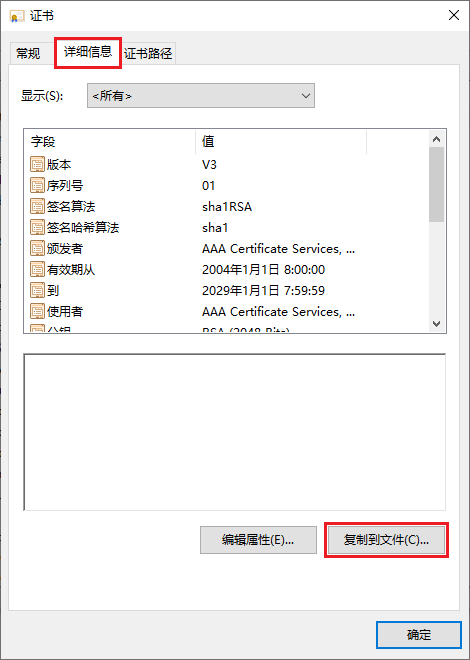 证书
常规 详细信息 证书路径
显示(S): <所有>
字段 值
版本 V3
序列号 01
签名算法 sha1RSA
签名哈希算法 sha1
颁发者 AAA Certificate Services, ...
有效期从 2004年1月1日 8:00:00
到 2029年1月1日 7:59:59
使用者 AAA Certificate Services, ...
公钥 RSA (2048 Bits)
编辑属性(E)... 复制到文件(C)...
确定